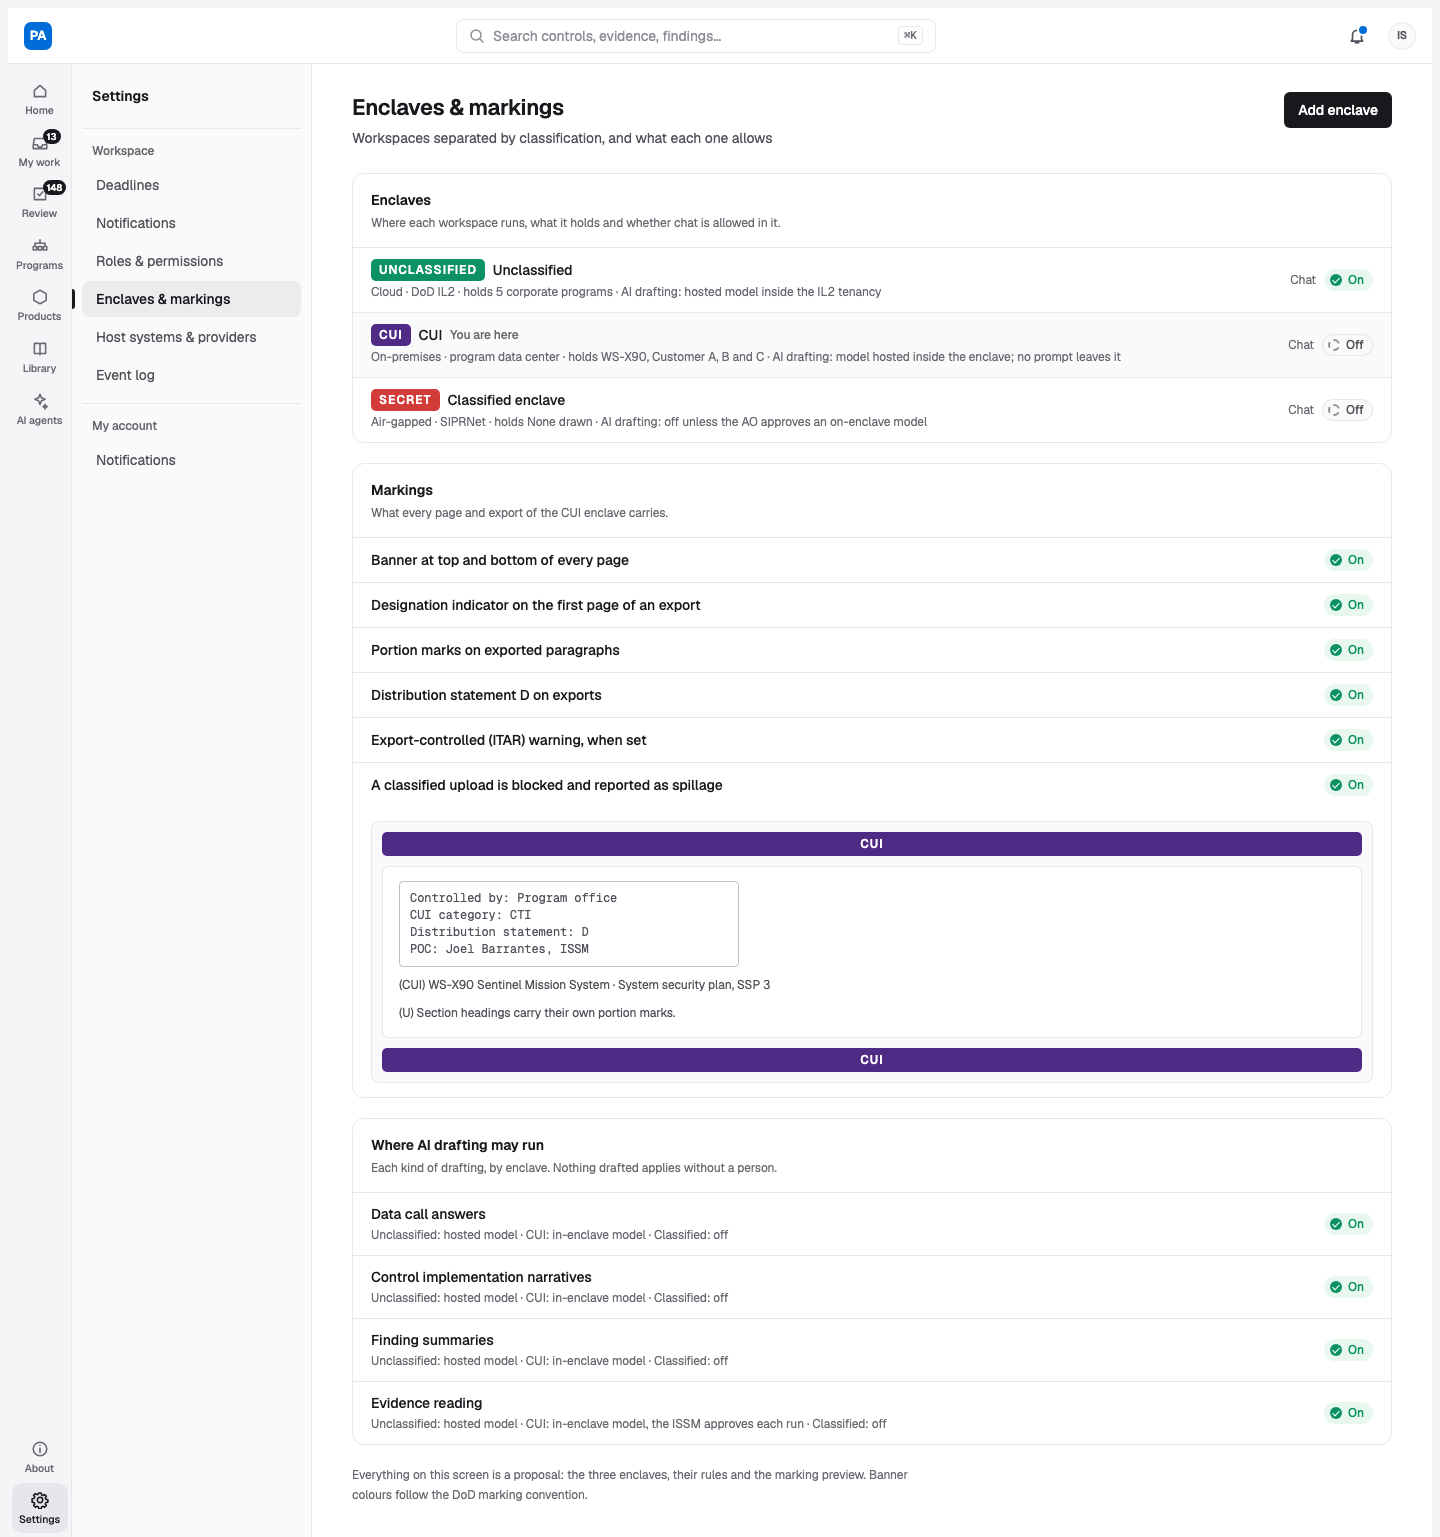 PA
Search controls, evidence, findings...
⌘K
IS
Home
13
My work
148
Review
Programs
Products
Library
AI agents
About
Settings
Settings
Workspace
Deadlines
Notifications
Roles & permissions
Enclaves & markings
Host systems & providers
Event log
My account
Notifications
Enclaves & markings
Workspaces separated by classification, and what each one allows
Add enclave
Enclaves
Where each workspace runs, what it holds and whether chat is allowed in it.
UNCLASSIFIED Unclassified
Cloud · DoD IL2 · holds 5 corporate programs · AI drafting: hosted model inside the IL2 tenancy
Chat On
CUI CUI You are here
On-premises · program data center · holds WS-X90, Customer A, B and C · AI drafting: model hosted inside the enclave; no prompt leaves it
Chat Off
SECRET Classified enclave
Air-gapped · SIPRNet · holds None drawn · AI drafting: off unless the AO approves an on-enclave model
Chat Off
Markings
What every page and export of the CUI enclave carries.
Banner at top and bottom of every page On
Designation indicator on the first page of an export On
Portion marks on exported paragraphs On
Distribution statement D on exports On
Export-controlled (ITAR) warning, when set On
A classified upload is blocked and reported as spillage On
CUI
Controlled by: Program office
CUI category: CTI
Distribution statement: D
POC: Joel Barrantes, ISSM
(CUI) WS-X90 Sentinel Mission System · System security plan, SSP 3
(U) Section headings carry their own portion marks.
CUI
Where AI drafting may run
Each kind of drafting, by enclave. Nothing drafted applies without a person.
Data call answers
Unclassified: hosted model · CUI: in-enclave model · Classified: off
On
Control implementation narratives
Unclassified: hosted model · CUI: in-enclave model · Classified: off
On
Finding summaries
Unclassified: hosted model · CUI: in-enclave model · Classified: off
On
Evidence reading
Unclassified: hosted model · CUI: in-enclave model, the ISSM approves each run · Classified: off
On
Everything on this screen is a proposal: the three enclaves, their rules and the marking preview. Banner
colours follow the DoD marking convention.